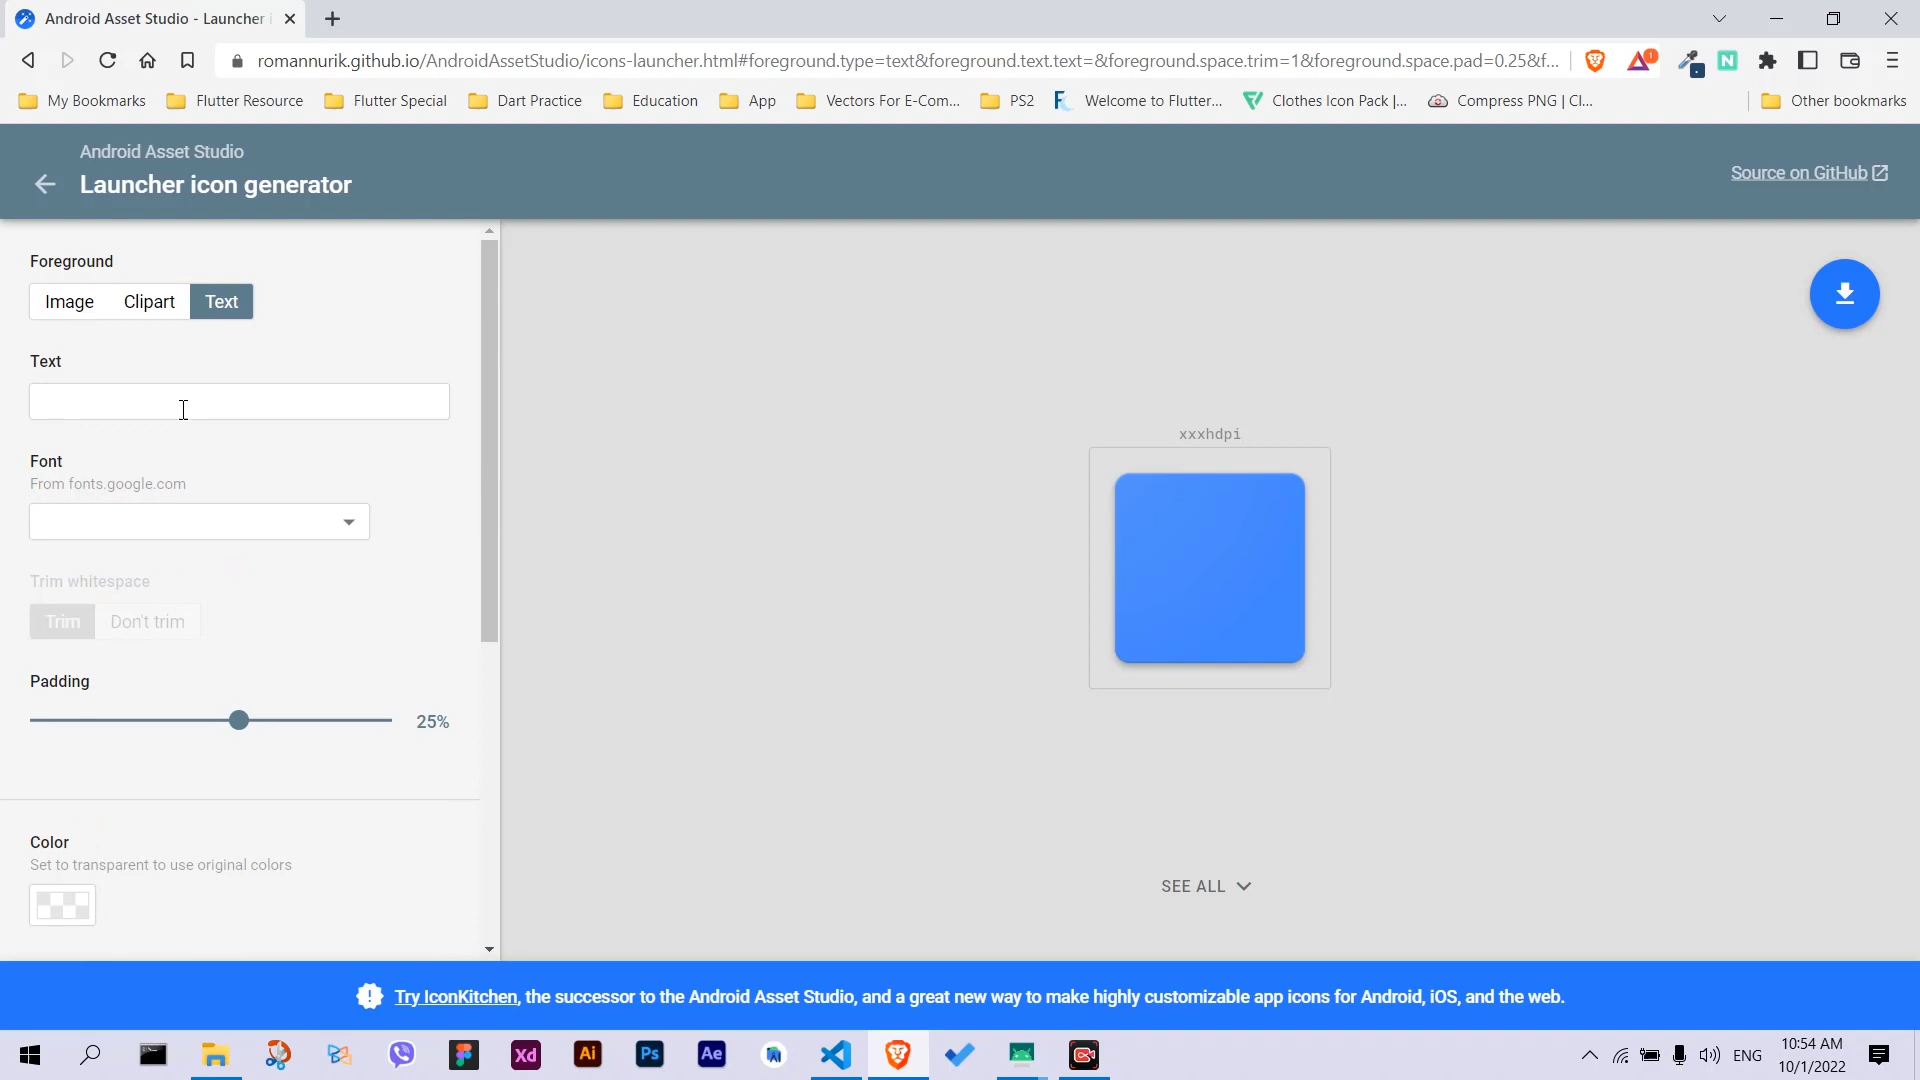 Android Asset Studio - Launcher i
romannurik.github.io/AndroidAssetStudio/icons-launcher.html#foreground.type=text&foreground.text.text=&foreground.space.trim=1&foreground.space.pad=0.25&f...
1
N
My Bookmarks
Flutter Resource
Flutter Special
Dart Practice
Education
App
Vectors For E-Com...
PS2
Welcome to Flutter...
Clothes Icon Pack |...
Compress PNG | Cl...
Other bookmarks
Android Asset Studio
Launcher icon generator
Source on GitHub
Foreground
Image
Clipart
Text
Text
Font
From fonts.google.com
Trim whitespace
Trim
Don't trim
Padding
25%
Color
Set to transparent to use original colors
xxxhdpi
SEE ALL
Try IconKitchen, the successor to the Android Asset Studio, and a great new way to make highly customizable app icons for Android, iOS, and the web.
Xd
Ai
Ps
Ae
ENG
10:54 AM
10/1/2022